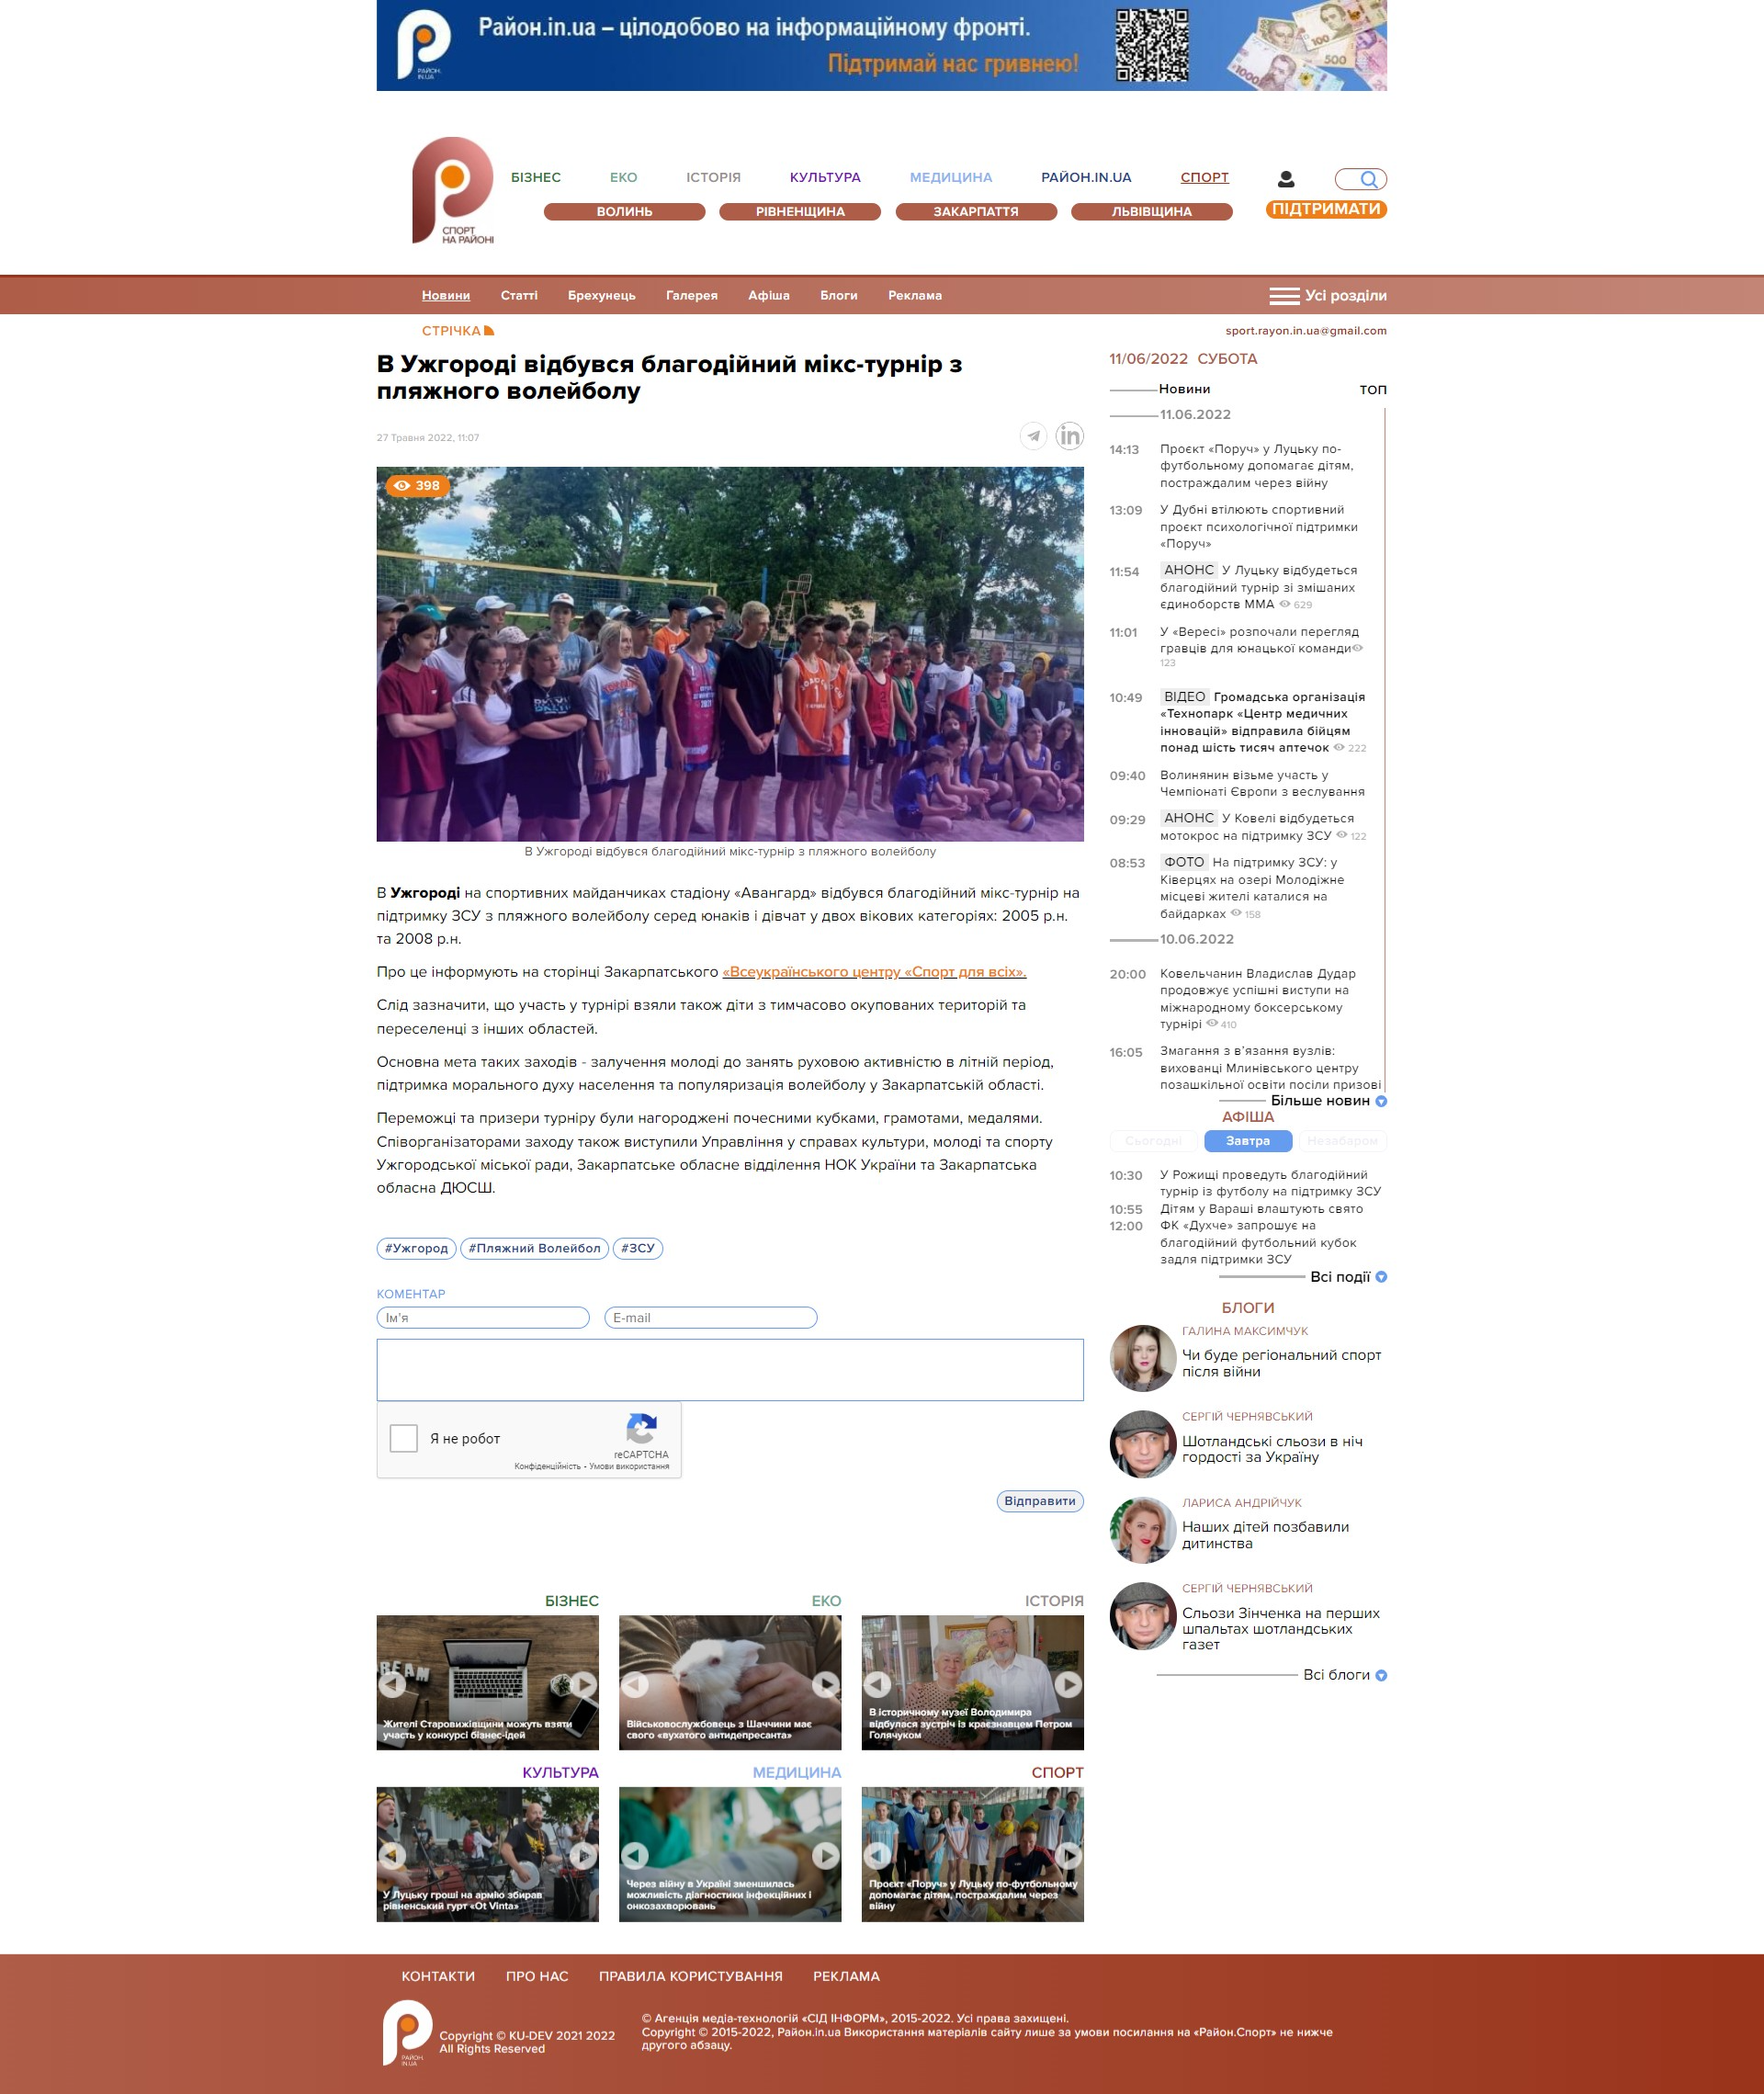 Район.in.ua – цілодобово на інформаційному фронті.
Підтримай нас гривнею!
РАЙОН.
IN.UA
СПОРТ
НА РАЙОНІ
БІЗНЕС ЕКО ІСТОРІЯ КУЛЬТУРА МЕДИЦИНА РАЙОН.IN.UA СПОРТ
ВОЛИНЬ РІВНЕНЩИНА ЗАКАРПАТТЯ ЛЬВІВЩИНА ПІДТРИМАТИ
Новини Статті Брехунець Галерея Афіша Блоги Реклама Усі розділи
СТРІЧКА
sport.rayon.in.ua@gmail.com
В Ужгороді відбувся благодійний мікс-турнір з
пляжного волейболу
27 Травня 2022, 11:07
398
В Ужгороді відбувся благодійний мікс-турнір з пляжного волейболу
В Ужгороді на спортивних майданчиках стадіону «Авангард» відбувся благодійний мікс-турнір на
підтримку ЗСУ з пляжного волейболу серед юнаків і дівчат у двох вікових категоріях: 2005 р.н.
та 2008 р.н.
Про це інформують на сторінці Закарпатського «Всеукраїнського центру «Спорт для всіх».
Слід зазначити, що участь у турнірі взяли також діти з тимчасово окупованих територій та
переселенці з інших областей.
Основна мета таких заходів - залучення молоді до занять руховою активністю в літній період,
підтримка морального духу населення та популяризація волейболу у Закарпатській області.
Переможці та призери турніру були нагороджені почесними кубками, грамотами, медалями.
Співорганізаторами заходу також виступили Управління у справах культури, молоді та спорту
Ужгородської міської ради, Закарпатське обласне відділення НОК України та Закарпатська
обласна ДЮСШ.
#Ужгород #Пляжний Волейбол #ЗСУ
КОМЕНТАР
Ім'я E-mail
Я не робот
reCAPTCHA
Конфіденційність - Умови використання
Відправити
11/06/2022 СУБОТА
Новини ТОП
11.06.2022
14:13 Проєкт «Поруч» у Луцьку по-
футбольному допомагає дітям,
постраждалим через війну
13:09 У Дубні втілюють спортивний
проєкт психологічної підтримки
«Поруч»
11:54 АНОНС У Луцьку відбудеться
благодійний турнір зі змішаних
єдиноборств ММА 629
11:01 У «Вересі» розпочали перегляд
гравців для юнацької команди
123
10:49 ВІДЕО Громадська організація
«Технопарк «Центр медичних
інновацій» відправила бійцям
понад шість тисяч аптечок 222
09:40 Волинянин візьме участь у
Чемпіонаті Європи з веслування
09:29 АНОНС У Ковелі відбудеться
мотокрос на підтримку ЗСУ 122
08:53 ФОТО На підтримку ЗСУ: у
Ківерцях на озері Молодіжне
місцеві жителі каталися на
байдарках 158
10.06.2022
20:00 Ковельчанин Владислав Дудар
продовжує успішні виступи на
міжнародному боксерському
турнірі 410
16:05 Змагання з в'язання вузлів:
вихованці Млинівського центру
позашкільної освіти посіли призові
Більше новин
АФІША
Сьогодні Завтра Незабаром
10:30 У Рожищі проведуть благодійний
турнір із футболу на підтримку ЗСУ
10:55 Дітям у Вараші влаштують свято
12:00 ФК «Духче» запрошує на
благодійний футбольний кубок
задля підтримки ЗСУ
Всі події
БЛОГИ
ГАЛИНА МАКСИМЧУК
Чи буде регіональний спорт
після війни
СЕРГІЙ ЧЕРНЯВСЬКИЙ
Шотландські сльози в ніч
гордості за Україну
ЛАРИСА АНДРІЙЧУК
Наших дітей позбавили
дитинства
СЕРГІЙ ЧЕРНЯВСЬКИЙ
Сльози Зінченка на перших
шпальтах шотландських
газет
Всі блоги
БІЗНЕС ЕКО ІСТОРІЯ
Жителі Старовижівщини можуть взяти
участь у конкурсі бізнес-ідей
Військовослужбовець з Шаччини має
свого «вухатого антидепресанта»
В історичному музеї Володимира
відбулася зустріч із краєзнавцем Петром
Голячуком
КУЛЬТУРА МЕДИЦИНА СПОРТ
У Луцьку гроші на армію збирав
рівненський гурт «Ot Vinta»
Через війну в Україні зменшилась
можливість діагностики інфекційних і
онкозахворювань
Проєкт «Поруч» у Луцьку по-футбольному
допомагає дітям, постраждалим через
війну
КОНТАКТИ ПРО НАС ПРАВИЛА КОРИСТУВАННЯ РЕКЛАМА
РАЙОН.
IN.UA
Copyright © KU-DEV 2021 2022
All Rights Reserved
© Агенція медіа-технологій «СІД ІНФОРМ», 2015-2022. Усі права захищені.
Copyright © 2015-2022, Район.in.ua Використання матеріалів сайту лише за умови посилання на «Район.Спорт» не нижче
другого абзацу.